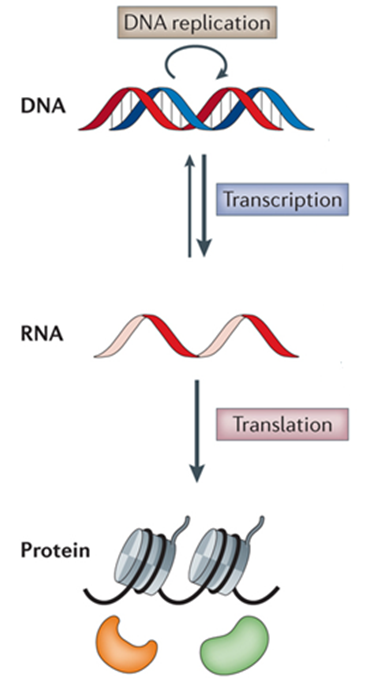 DNA replication
DNA
Transcription
RNA
Translation
Protein